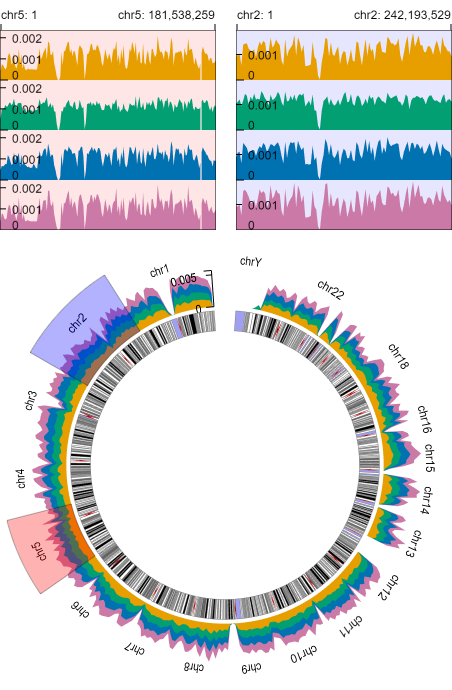 chr5: 1 chr5: 181,538,259 chr2: 1 chr2: 242,193,529
0.002
0.001 0.001
0 0
0.002
0.001 0.001
0 0
0.002
0.001 0.001
0 0
0.002
0.001 0.001
0 0
chrY
chr1
0.005
0
chr22
chr2
chr18
chr3
chr16
chr15
chr4
chr14
chr13
chr5
chr12
chr6
chr11
chr7
chr10
chr8
chr9